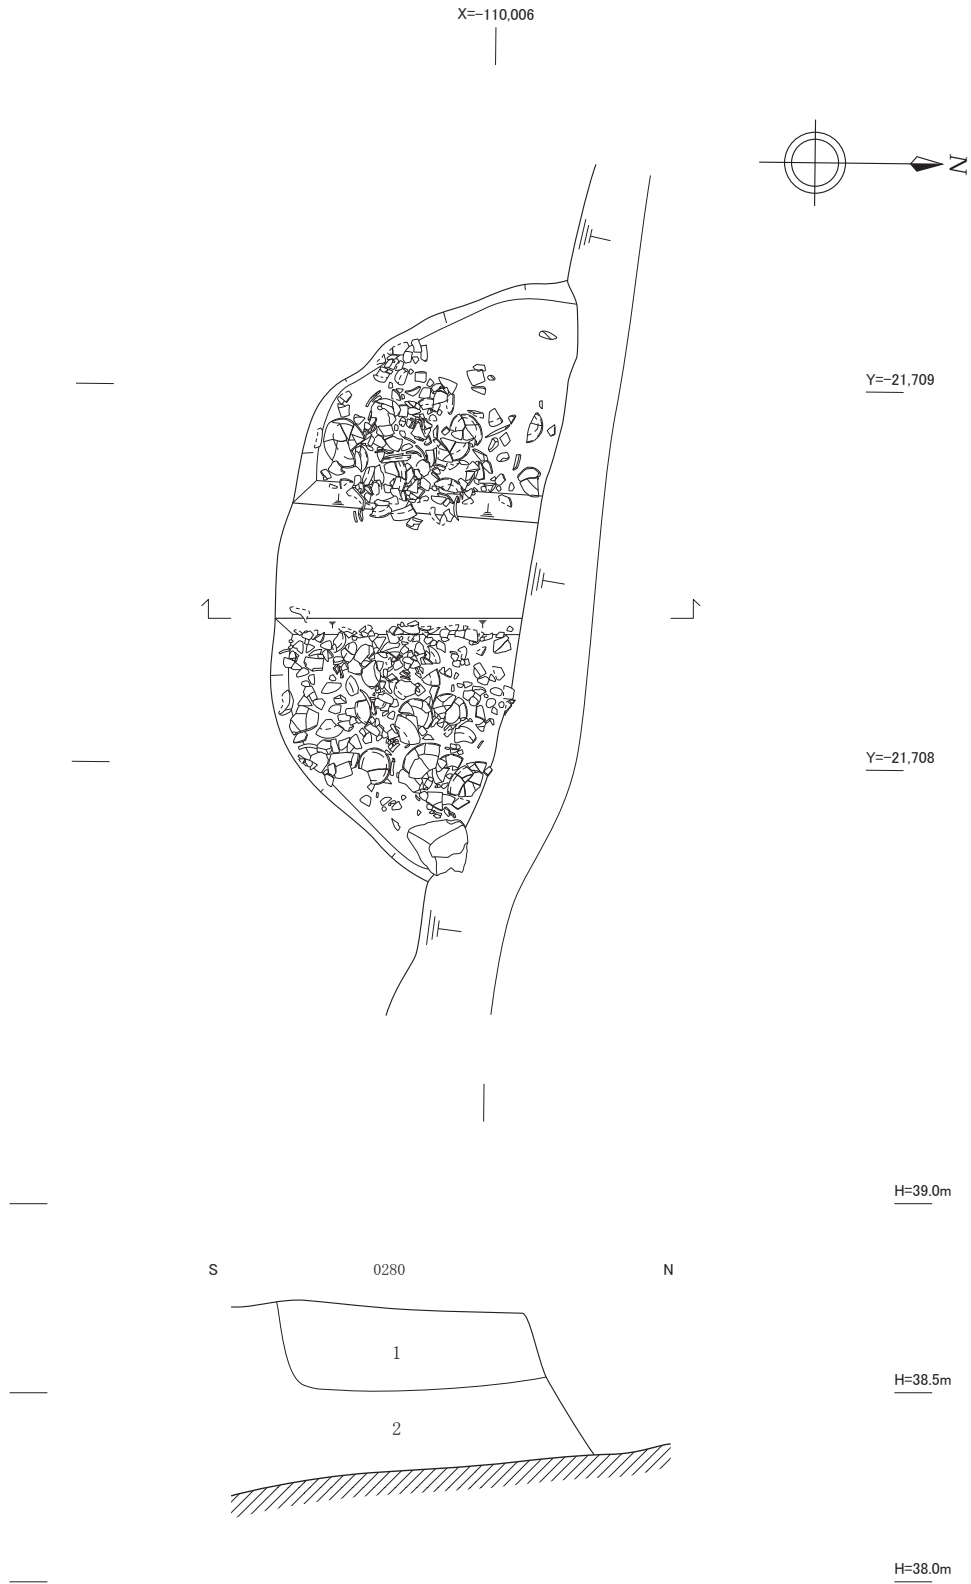 X=-110,006
N
Y=-21,709
Y=-21,708
H=39.0m
S 0280 N
1
H=38.5m
2
H=38.0m